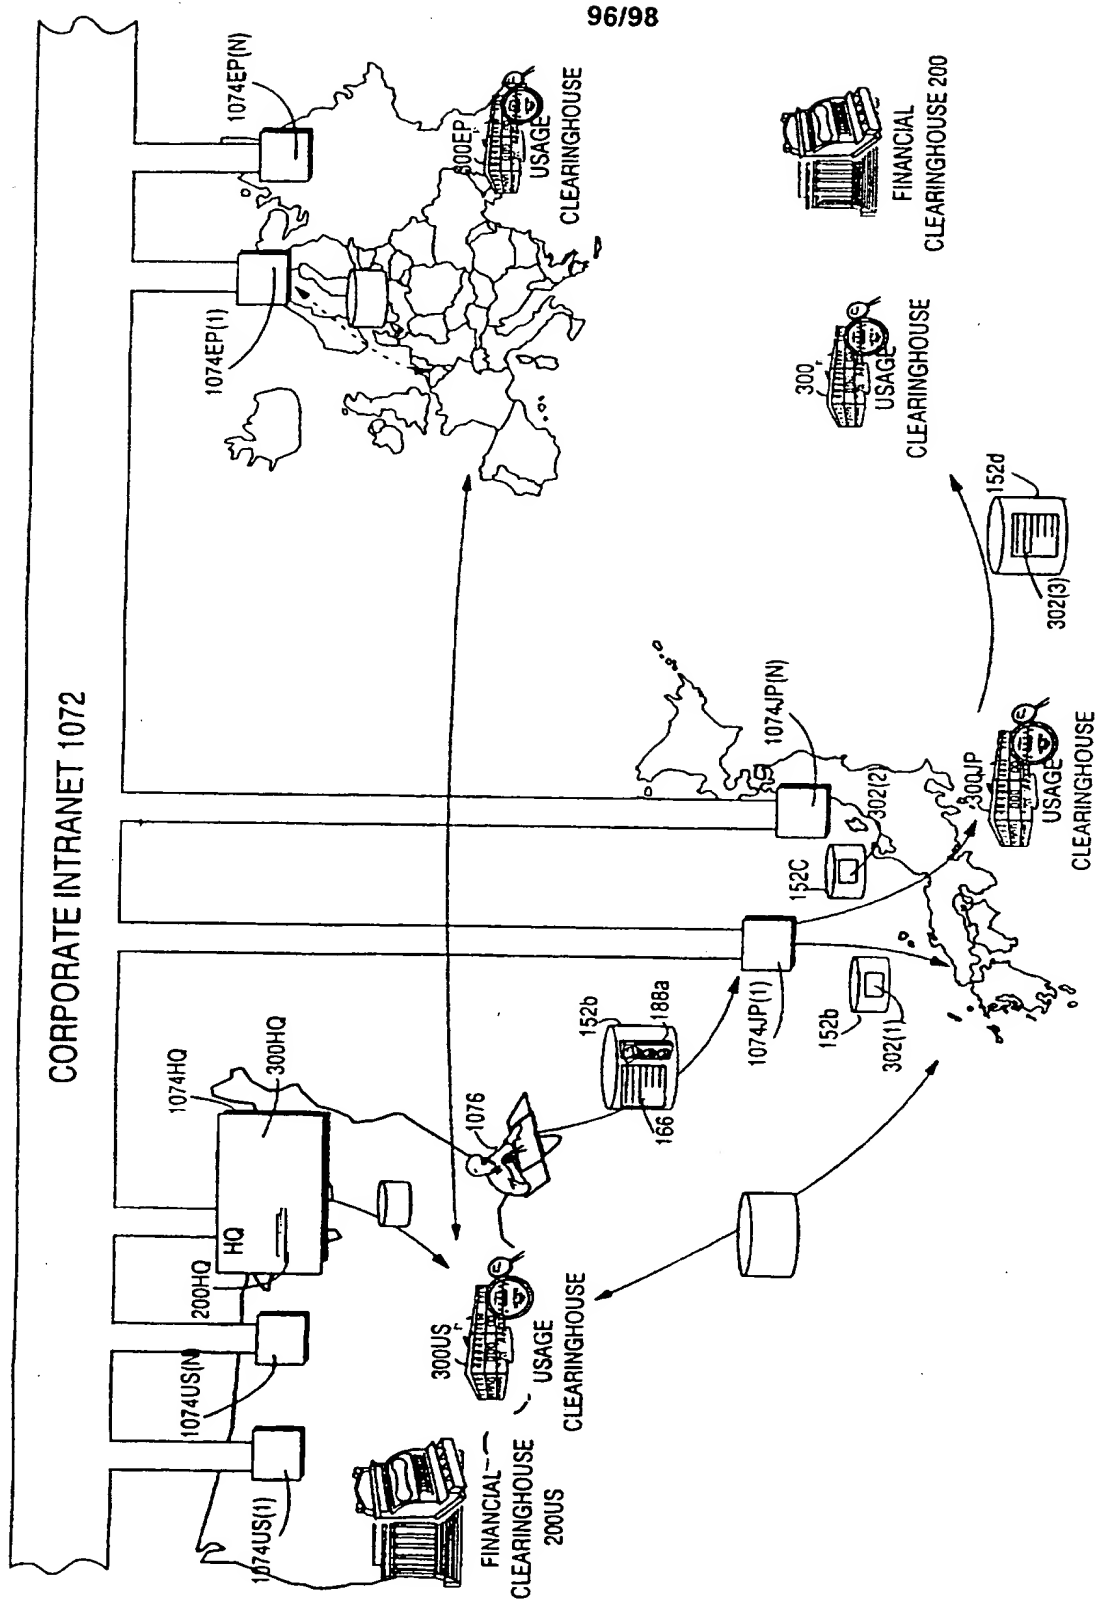 96/98
CORPORATE INTRANET 1072
1074US(1)
1074US(N
200HQ
HQ
1074HQ
300HQ
1074EP(1)
1074EP(N)
FINANCIAL
CLEARINGHOUSE
200US
300US
USAGE
CLEARINGHOUSE
1076
166
152b
188a
1074JP(1)
152b
302(1)
152C
302(2)
1074JP(N)
300JP
USAGE
CLEARINGHOUSE
302(3)
152d
300EP
USAGE
CLEARINGHOUSE
300
USAGE
CLEARINGHOUSE
FINANCIAL
CLEARINGHOUSE 200